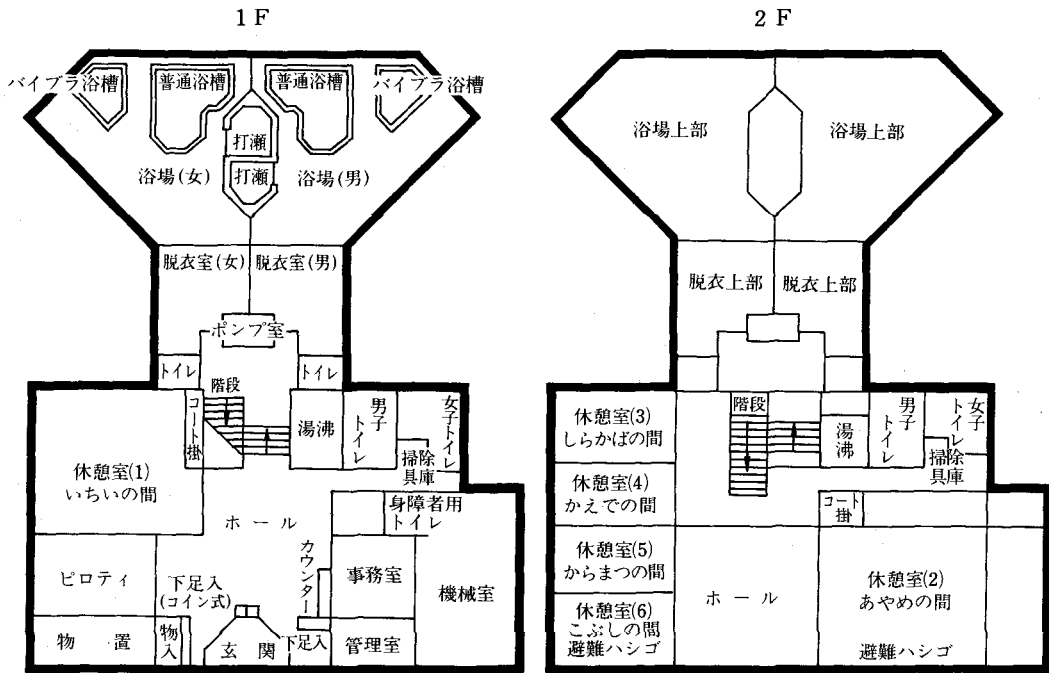 1F
バイブラ浴槽
普通浴槽
普通浴槽
バイブラ浴槽
打瀬
浴場(女)
打瀬
浴場(男)
脱衣室(女)
脱衣室(男)
ポンプ室
トイレ
トイレ
階段
コート掛
湯沸
男子トイレ
女子トイレ
掃除
具庫
休憩室(1)
いちいの間
身障者用
トイレ
ホール
カウンター
事務室
機械室
ピロティ
下足入
(コイン式)
物置
物入
玄関
下足入
管理室
2F
浴場上部
浴場上部
脱衣上部
脱衣上部
休憩室(3)
しらかばの間
階段
湯沸
男子トイレ
女子トイレ
掃除
具庫
休憩室(4)
かえでの間
コート
掛
休憩室(5)
からまつの間
ホール
休憩室(2)
あやめの間
休憩室(6)
こぶしの間
避難ハシゴ
避難ハシゴ